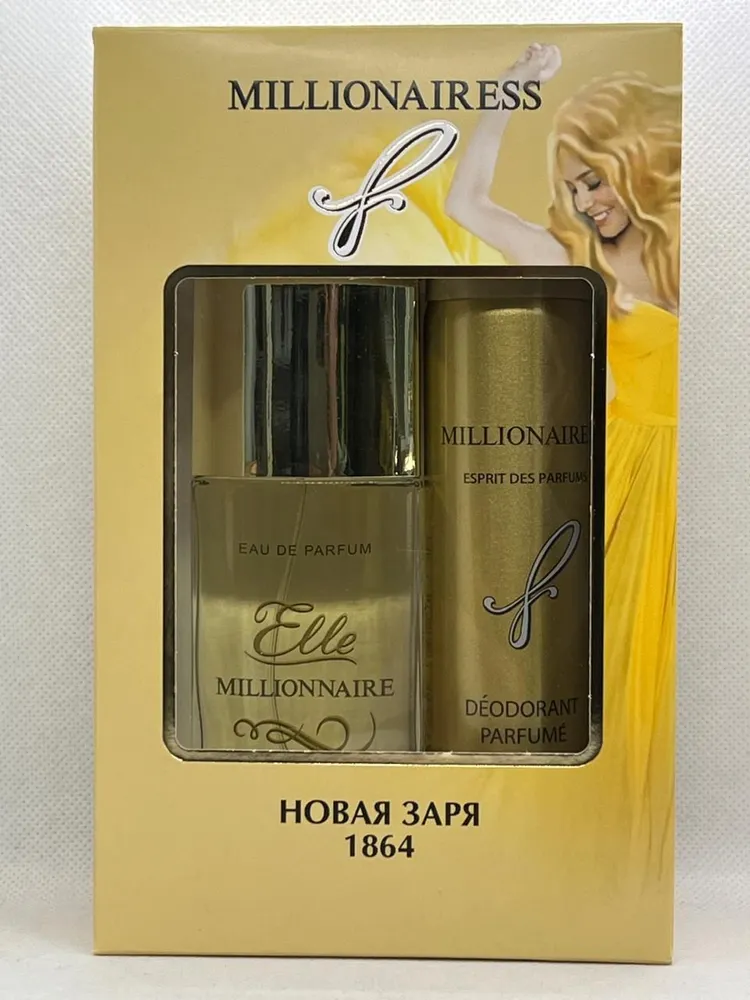 MILLIONAIRESS
EAU DE PARFUM
Elle
MILLIONNAIRE
MILLIONAIRE
ESPRIT DES PARFUMS
DÉODORANT
PARFUMÉ
НОВАЯ ЗАРЯ
1864